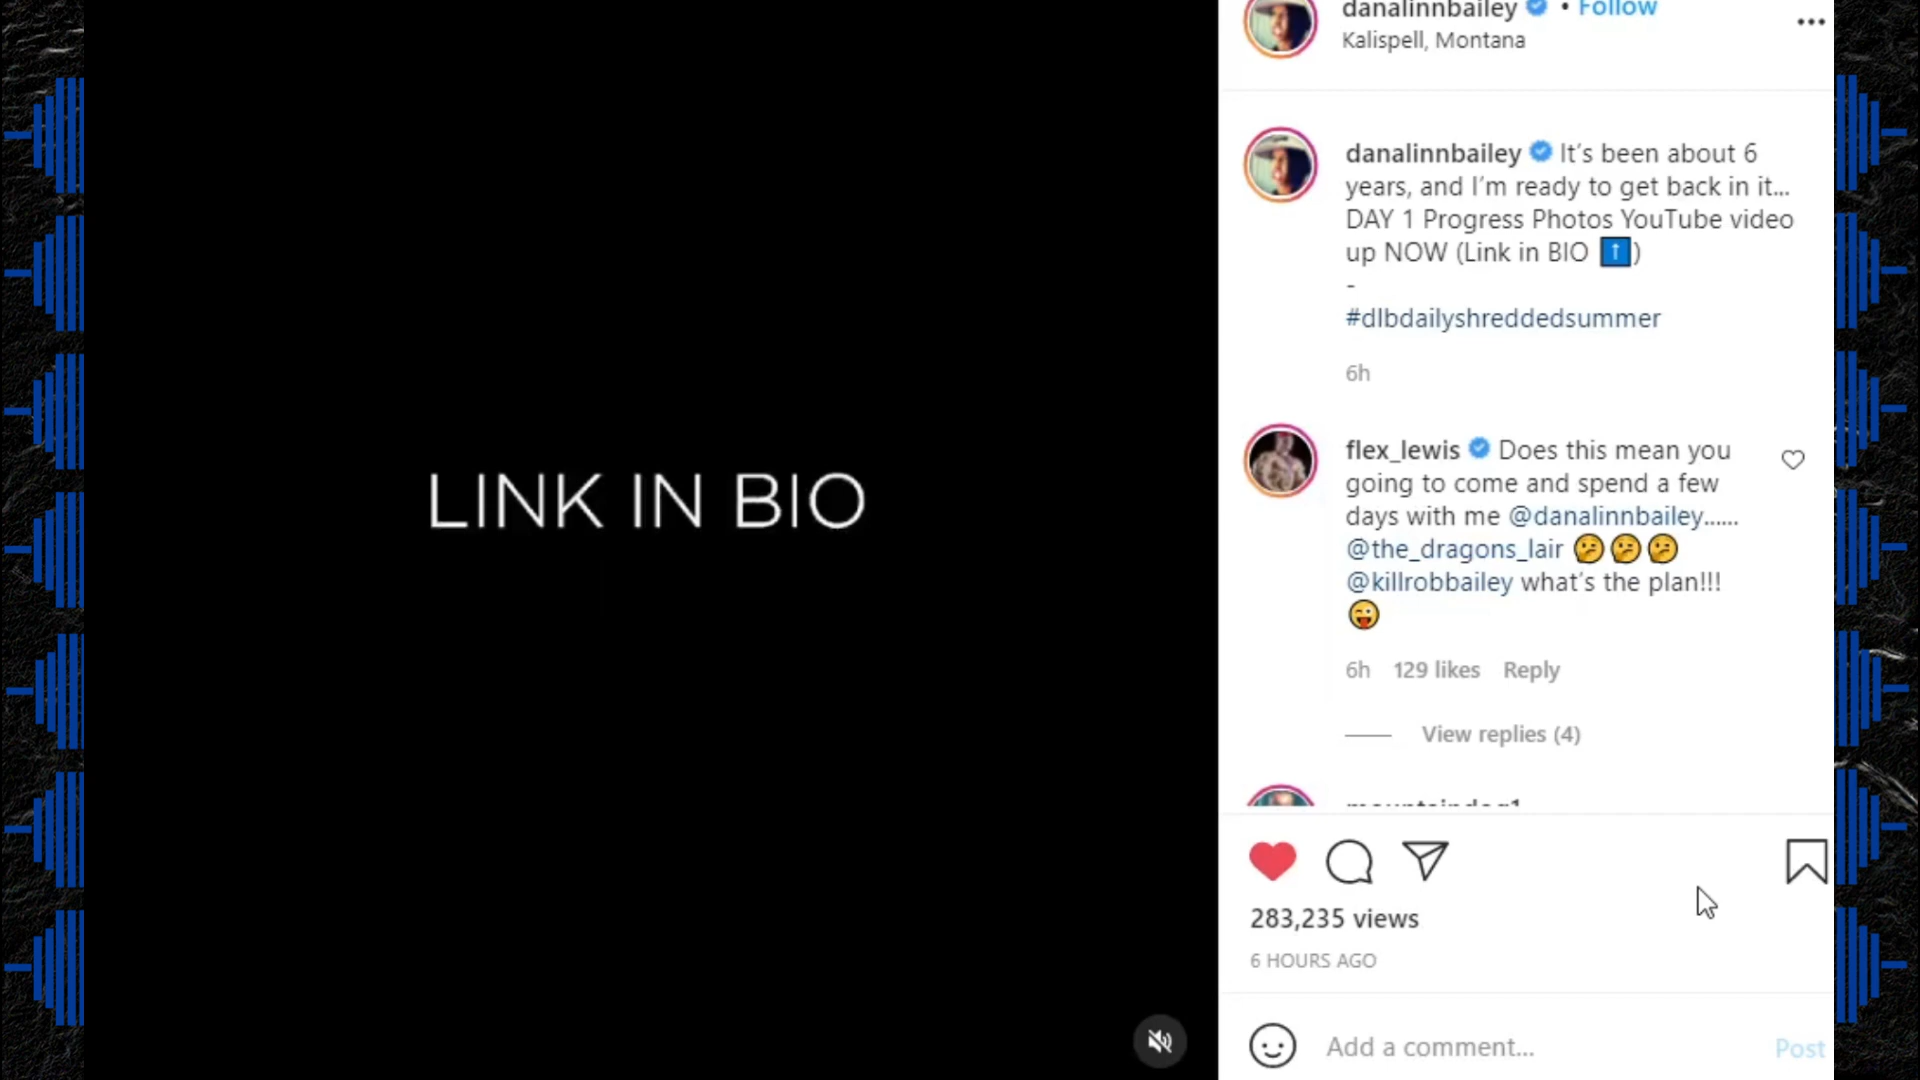 LINK IN BIO
danalinnbailey • Follow
Kalispell, Montana
danalinnbailey It’s been about 6
years, and I’m ready to get back in it...
DAY 1 Progress Photos YouTube video
up NOW (Link in BIO ⬆️)
-
#dlbdailyshreddedsummer
6h
flex_lewis Does this mean you
going to come and spend a few
days with me @danalinnbailey......
@the_dragons_lair 🤔🤔🤔
@killrobbailey what’s the plan!!!
😜
6h 129 likes Reply
View replies (4)
283,235 views
6 HOURS AGO
Add a comment...
Post